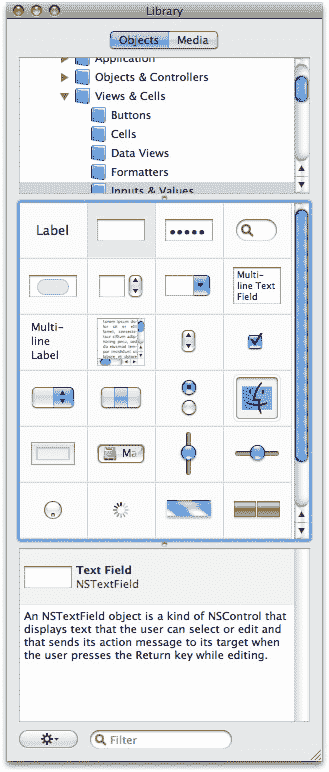 Library
Objects Media
Application
Objects & Controllers
Views & Cells
Buttons
Cells
Data Views
Formatters
Inputs & Values
Label
Multi-
line Text
Field
Multi-
line
Label
lorem ipsum
Ma
Text Field
NSTextField
An NSTextField object is a kind of NSControl that
displays text that the user can select or edit and
that sends its action message to its target when
the user presses the Return key while editing.
Filter